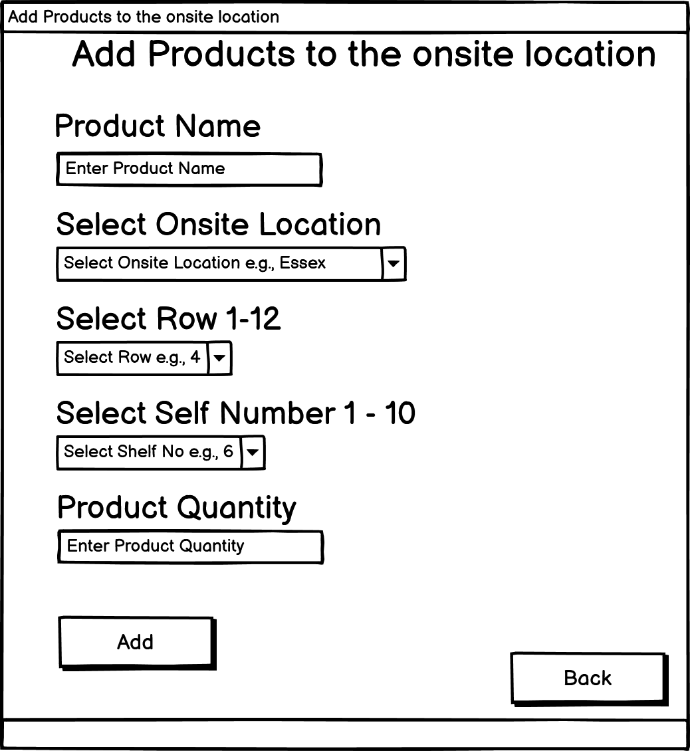 Add Products to the onsite location
Add Products to the onsite location
Product Name
Enter Product Name
Select Onsite Location
Select Onsite Location e.g., Essex
Select Row 1-12
Select Row e.g., 4
Select Self Number 1 - 10
Select Shelf No e.g., 6
Product Quantity
Enter Product Quantity
Add
Back